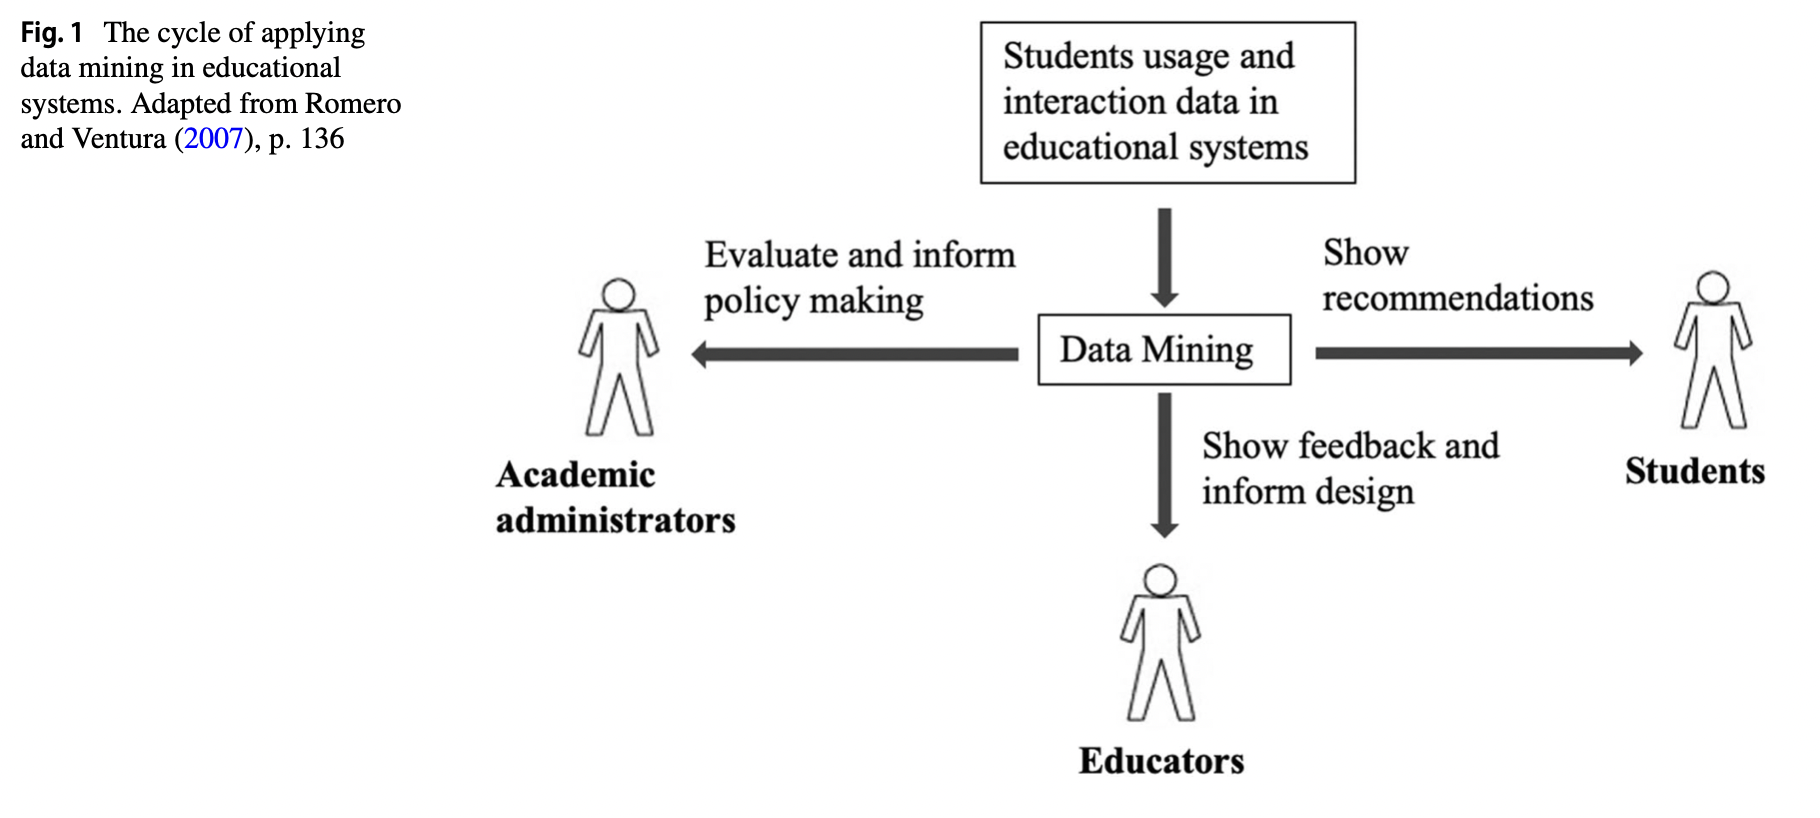 Fig. 1 The cycle of applying
data mining in educational
systems. Adapted from Romero
and Ventura (2007), p. 136
Students usage and
interaction data in
educational systems
Evaluate and inform
policy making
Show
recommendations
Data Mining
Academic
administrators
Show feedback and
inform design
Students
Educators